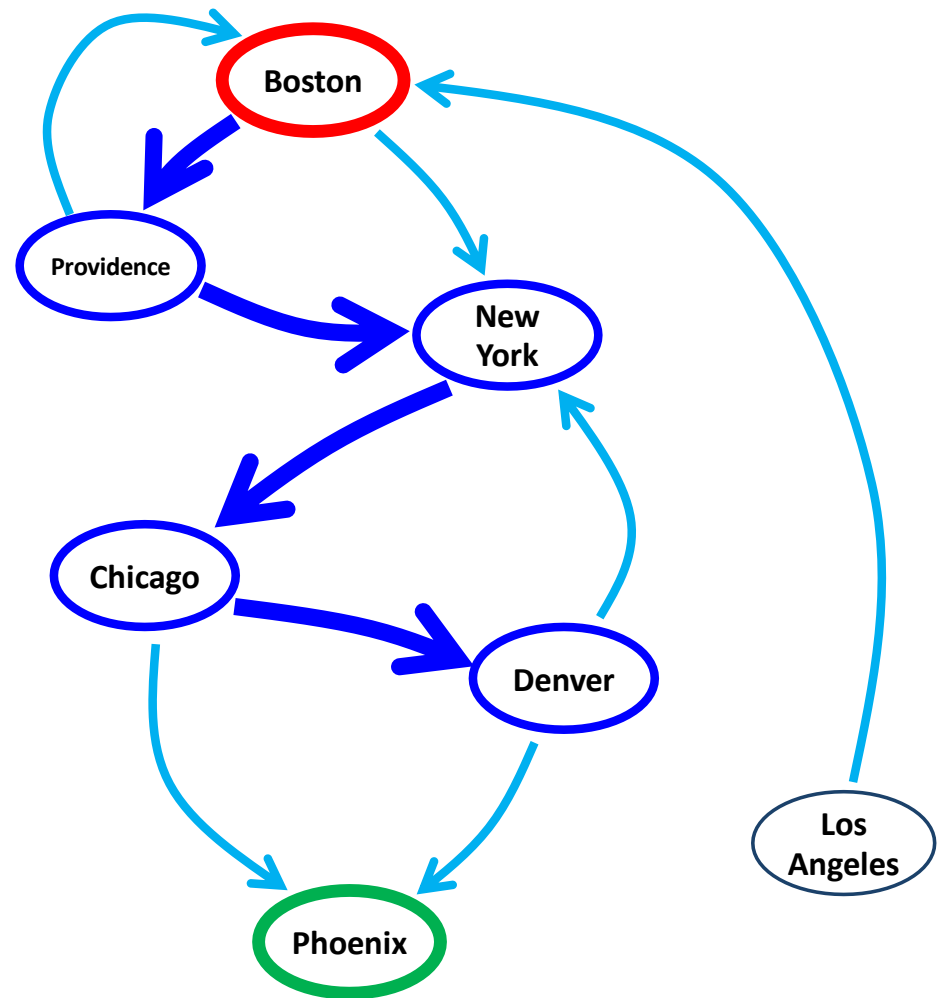 Boston
Providence
New
York
Chicago
Denver
Los
Angeles
Phoenix